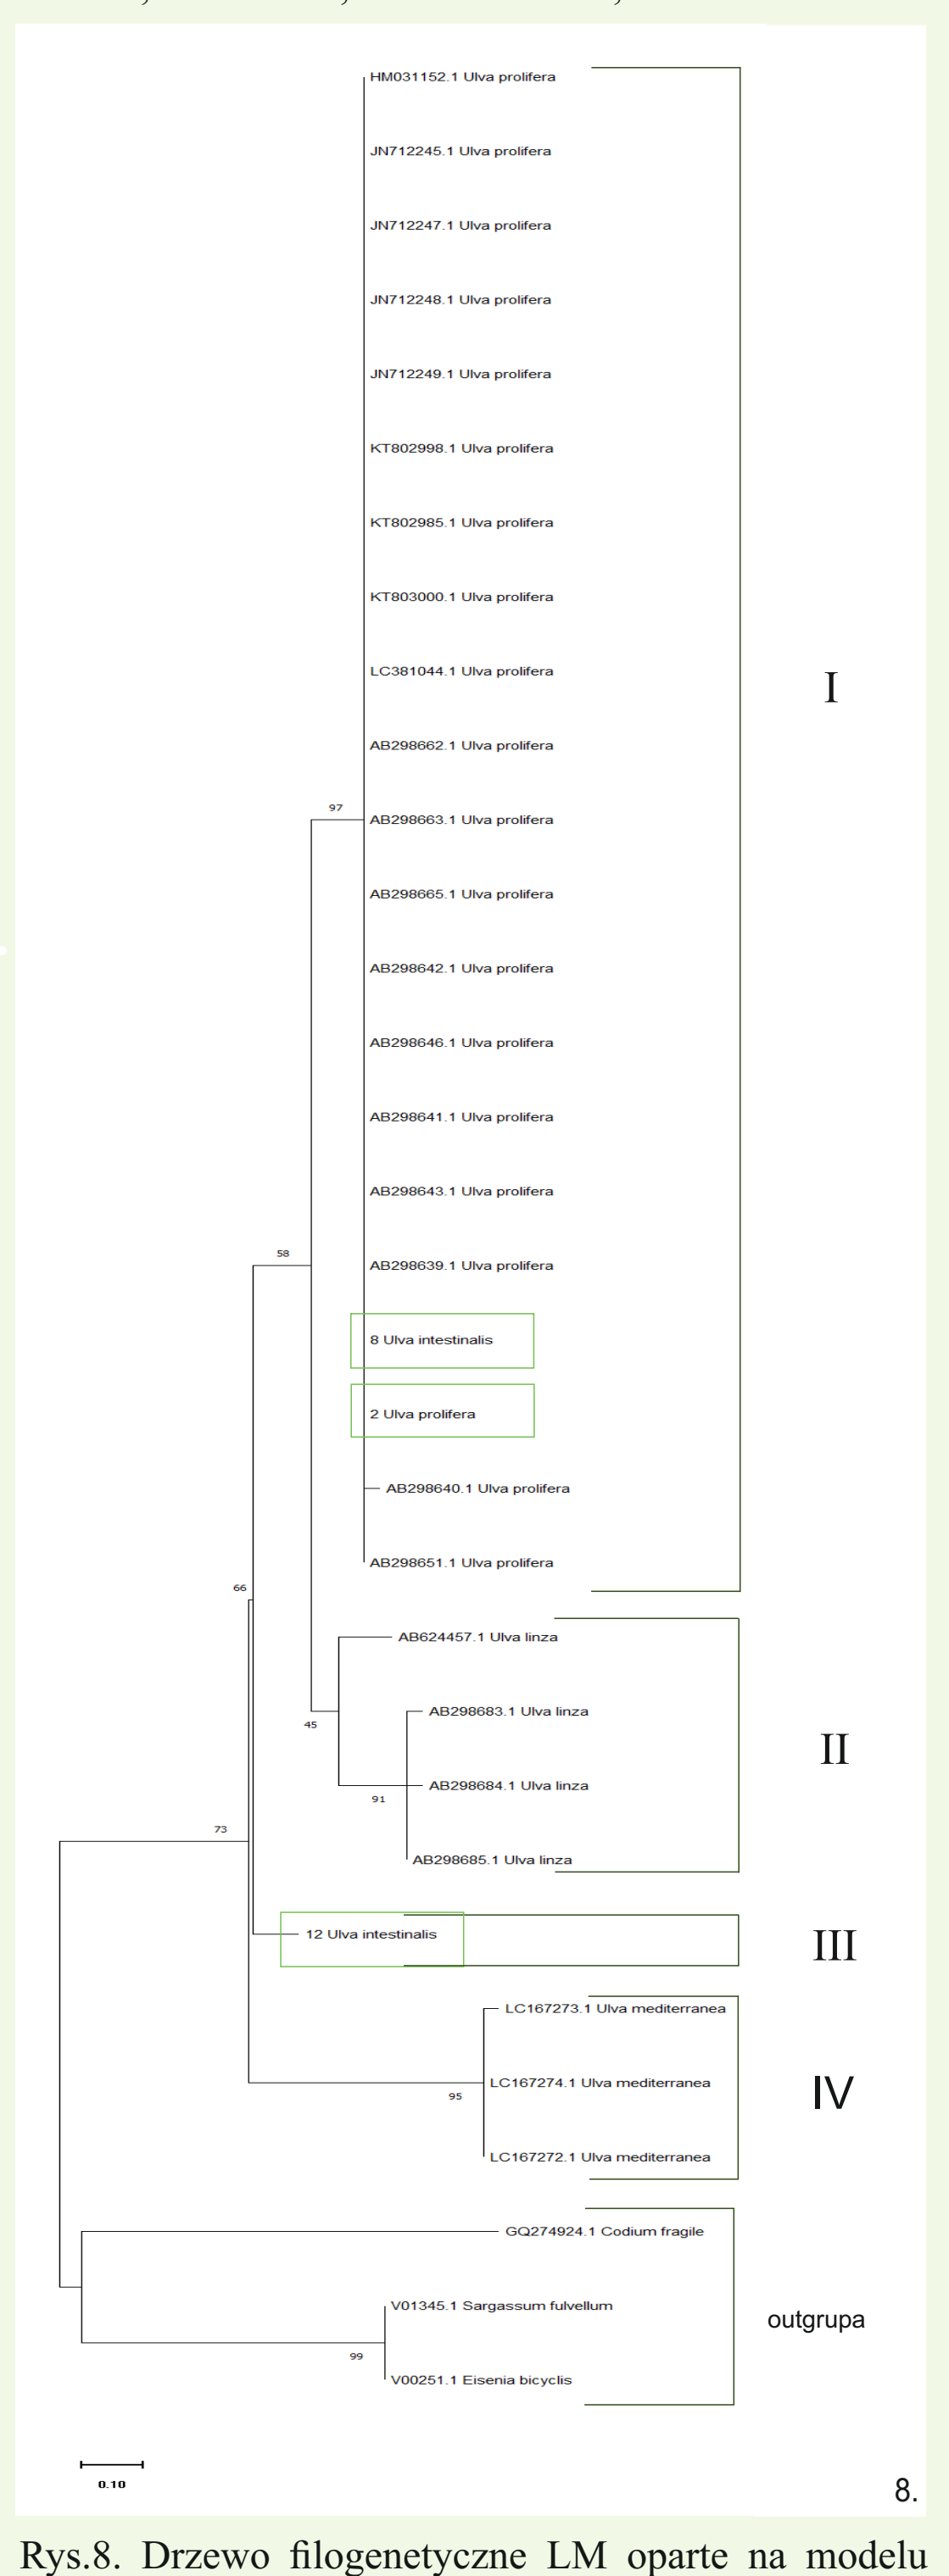 HM031152.1 Ulva prolifera
JN712245.1 Ulva prolifera
JN712247.1 Ulva prolifera
JN712248.1 Ulva prolifera
JN712249.1 Ulva prolifera
KT802998.1 Ulva prolifera
KT802985.1 Ulva prolifera
KT803000.1 Ulva prolifera
LC381044.1 Ulva prolifera
I
AB298662.1 Ulva prolifera
97
AB298663.1 Ulva prolifera
AB298665.1 Ulva prolifera
AB298642.1 Ulva prolifera
AB298646.1 Ulva prolifera
AB298641.1 Ulva prolifera
AB298643.1 Ulva prolifera
58
AB298639.1 Ulva prolifera
8 Ulva intestinalis
2 Ulva prolifera
AB298640.1 Ulva prolifera
AB298651.1 Ulva prolifera
66
AB624457.1 Ulva linza
AB298683.1 Ulva linza
45
II
AB298684.1 Ulva linza
91
73
AB298685.1 Ulva linza
12 Ulva intestinalis
III
LC167273.1 Ulva mediterranea
LC167274.1 Ulva mediterranea
95
IV
LC167272.1 Ulva mediterranea
GQ274924.1 Codium fragile
V01345.1 Sargassum fulvellum
outgrupa
99
V00251.1 Eisenia bicyclis
0.10
8.
Rys.8. Drzewo filogenetyczne LM oparte na modelu